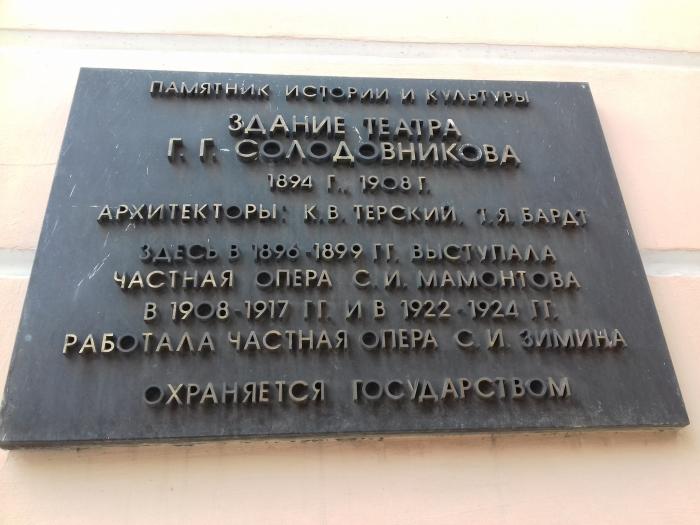 ПАМЯТНИК ИСТОРИИ И КУЛЬТУРЫ
ЗДАНИЕ ТЕАТРА
Г. Г. СОЛОДОВНИКОВА
1894 Г., 1908 Г.
АРХИТЕКТОРЫ: К.В. ТЕРСКИЙ, Т.Я. БАРДТ
ЗДЕСЬ В 1896-1899 ГГ. ВЫСТУПАЛА
ЧАСТНАЯ ОПЕРА С.И. МАМОНТОВА
В 1908-1917 ГГ. И В 1922-1924 ГГ.
РАБОТАЛА ЧАСТНАЯ ОПЕРА С.И. ЗИМИНА
ОХРАНЯЕТСЯ ГОСУДАРСТВОМ